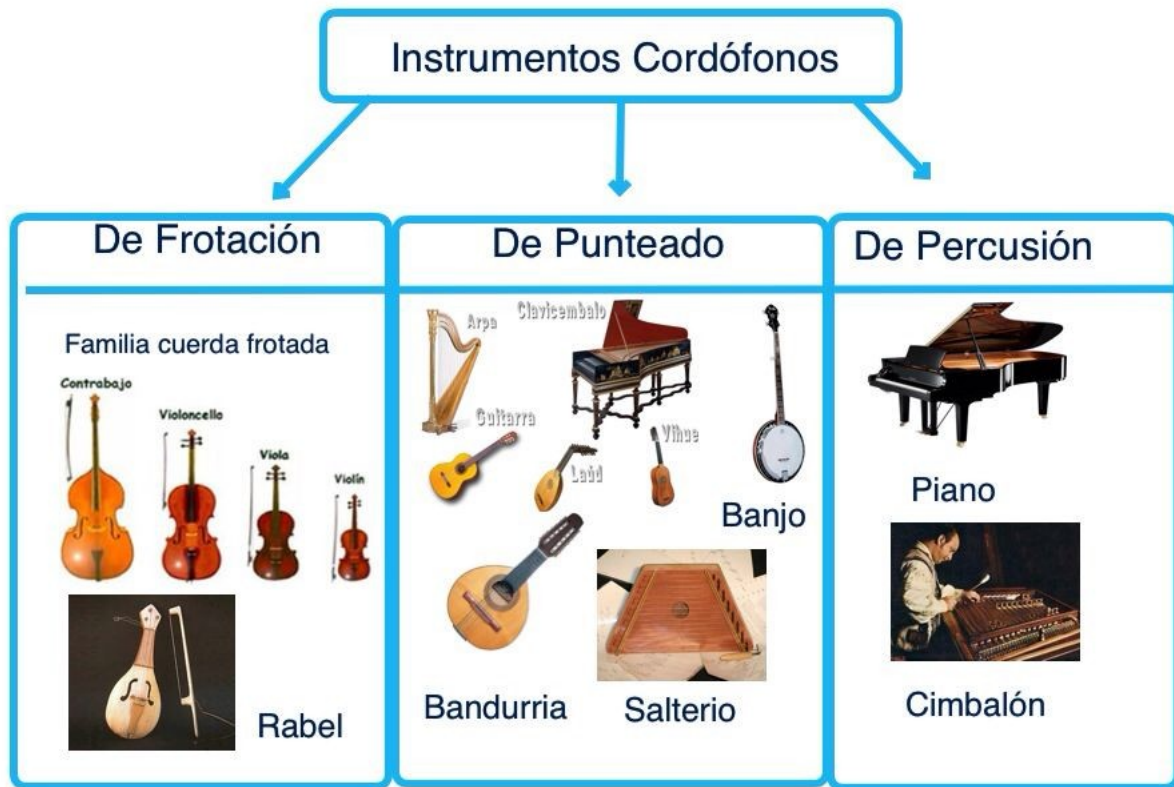 Instrumentos Cordófonos
De Frotación
Familia cuerda frotada
Contrabajo
Violoncello
Viola
Violín
Rabel
De Punteado
Arpa
Clavicembalo
Guitarra
Laúd
Vihue
Banjo
Bandurria
Salterio
De Percusión
Piano
Cimbalón